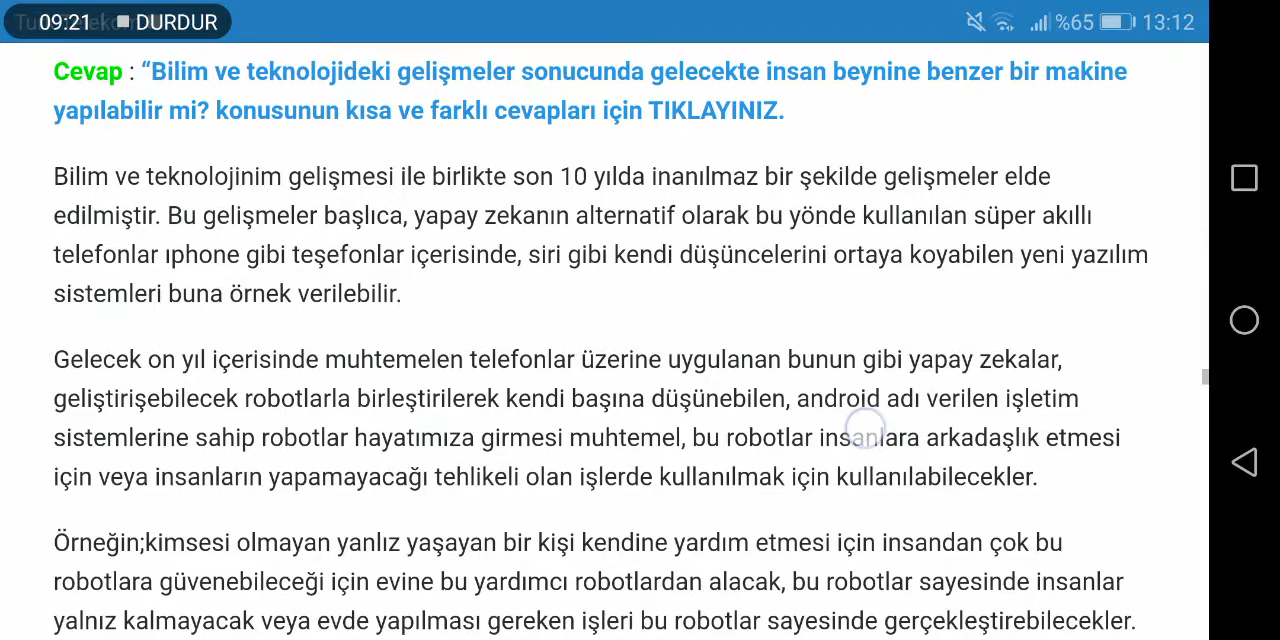 09:21 DURDUR %65 13:12
Cevap : “Bilim ve teknolojideki gelişmeler sonucunda gelecekte insan beynine benzer bir makine
yapılabilir mi? konusunun kısa ve farklı cevapları için TIKLAYINIZ.
Bilim ve teknolojinim gelişmesi ile birlikte son 10 yılda inanılmaz bir şekilde gelişmeler elde
edilmiştir. Bu gelişmeler başlıca, yapay zekanın alternatif olarak bu yönde kullanılan süper akıllı
telefonlar ıphone gibi teşefonlar içerisinde, siri gibi kendi düşüncelerini ortaya koyabilen yeni yazılım
sistemleri buna örnek verilebilir.
Gelecek on yıl içerisinde muhtemelen telefonlar üzerine uygulanan bunun gibi yapay zekalar,
geliştirişebilecek robotlarla birleştirilerek kendi başına düşünebilen, android adı verilen işletim
sistemlerine sahip robotlar hayatımıza girmesi muhtemel, bu robotlar insanlara arkadaşlık etmesi
için veya insanların yapamayacağı tehlikeli olan işlerde kullanılmak için kullanılabilecekler.
Örneğin;kimsesi olmayan yanlız yaşayan bir kişi kendine yardım etmesi için insandan çok bu
robotlara güvenebileceği için evine bu yardımcı robotlardan alacak, bu robotlar sayesinde insanlar
yalnız kalmayacak veya evde yapılması gereken işleri bu robotlar sayesinde gerçekleştirebilecekler.